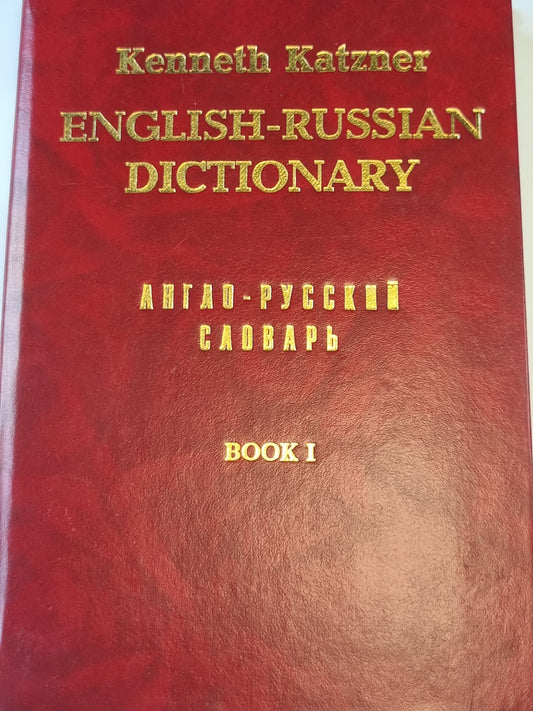 Kenneth Katzner
ENGLISH-RUSSIAN
DICTIONARY
АНГЛО-РУССКИЙ
СЛОВАРЬ
BOOK I